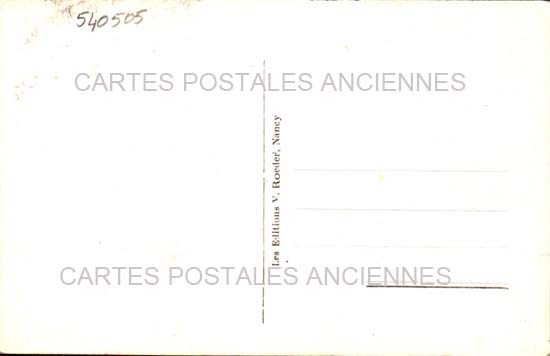 540505
CARTES POSTALES ANCIENNES
Les Editions V. Roeder, Nancy
CARTES POSTALES ANCIENNES